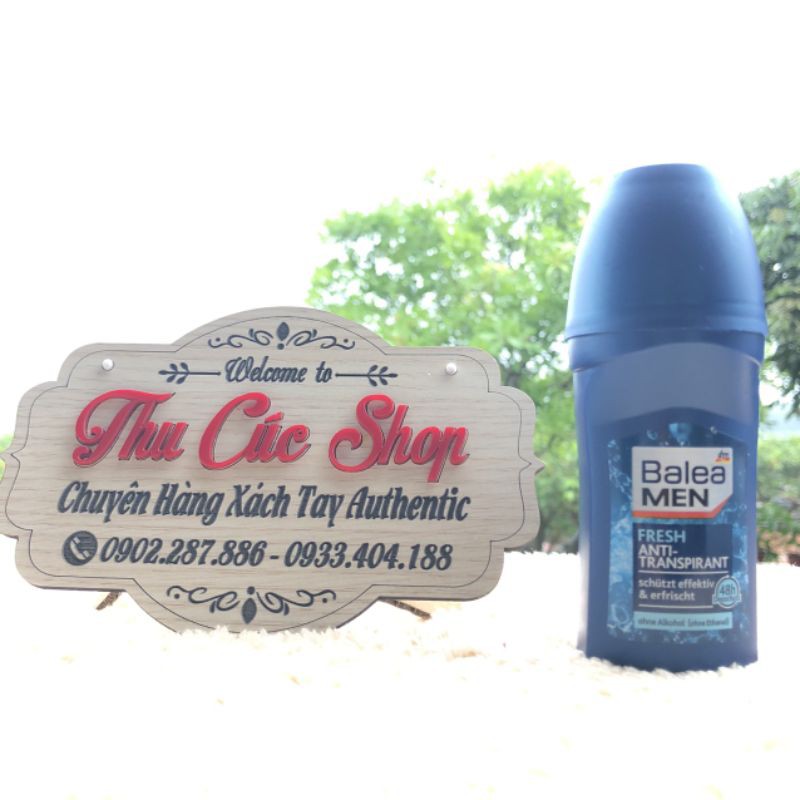 Welcome to
Thu Cúc Shop
Chuyên Hàng Xách Tay Authentic
0902.287.886 - 0933.404.188
dm
Balea
MEN
FRESH
ANTI-
TRANSPIRANT
schützt effektiv
& erfrischt
48h
ohne Alkohol (ohne Ethanol)